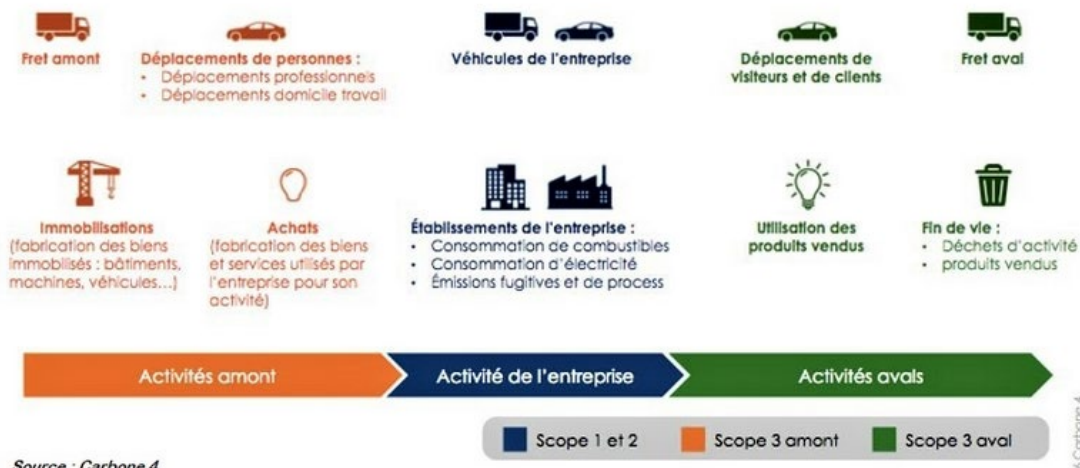 Fret amont
Déplacements de personnes :
• Déplacements professionnels
• Déplacements domicile travail
Véhicules de l'entreprise
Déplacements de
visiteurs et de clients
Fret aval
Immobilisations
(fabrication des biens
immobilisés : bâtiments,
machines, véhicules...)
Achats
(fabrication des biens
et services utilisés par
l'entreprise pour son
activité)
Établissements de l'entreprise :
• Consommation de combustibles
• Consommation d'électricité
• Émissions fugitives et de process
Utilisation des
produits vendus
Fin de vie :
• Déchets d'activité
• produits vendus
Activités amont
Activité de l'entreprise
Activités avals
Scope 1 et 2
Scope 3 amont
Scope 3 aval
Source : Carbone 4
Carbone 4